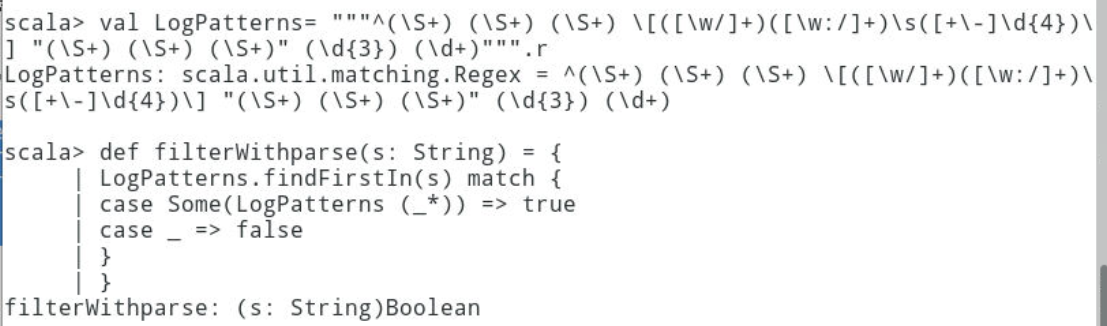 scala> val LogPatterns= """^(\S+) (\S+) (\S+) \[([\w/]+)([\w:/]+)\s([+\-]\d{4})\
] "(\S+) (\S+) (\S+)" (\d{3}) (\d+)""".r
LogPatterns: scala.util.matching.Regex = ^(\S+) (\S+) (\S+) \[([\w/]+)([\w:/]+)\
s([+\-]\d{4})\] "(\S+) (\S+) (\S+)" (\d{3}) (\d+)
scala> def filterWithparse(s: String) = {
| LogPatterns.findFirstIn(s) match {
| case Some(LogPatterns (_*)) => true
| case _ => false
| }
| }
filterWithparse: (s: String)Boolean